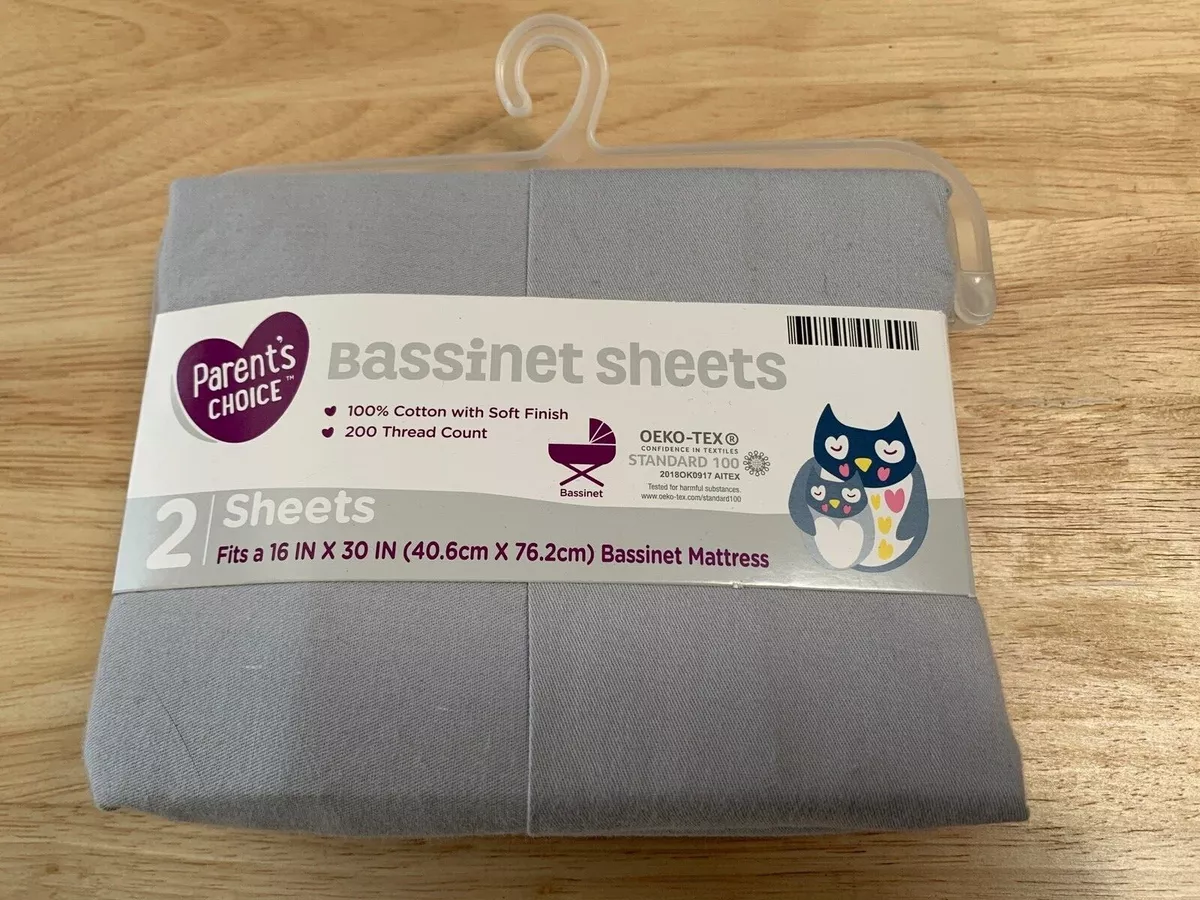 Parent's
CHOICE™
Bassinet sheets
100% Cotton with Soft Finish
200 Thread Count
Bassinet
OEKO-TEX®
CONFIDENCE IN TEXTILES
STANDARD 100
2018OK0917 AITEX
Tested for harmful substances.
www.oeko-tex.com/standard100
2 Sheets
Fits a 16 IN X 30 IN (40.6cm X 76.2cm) Bassinet Mattress